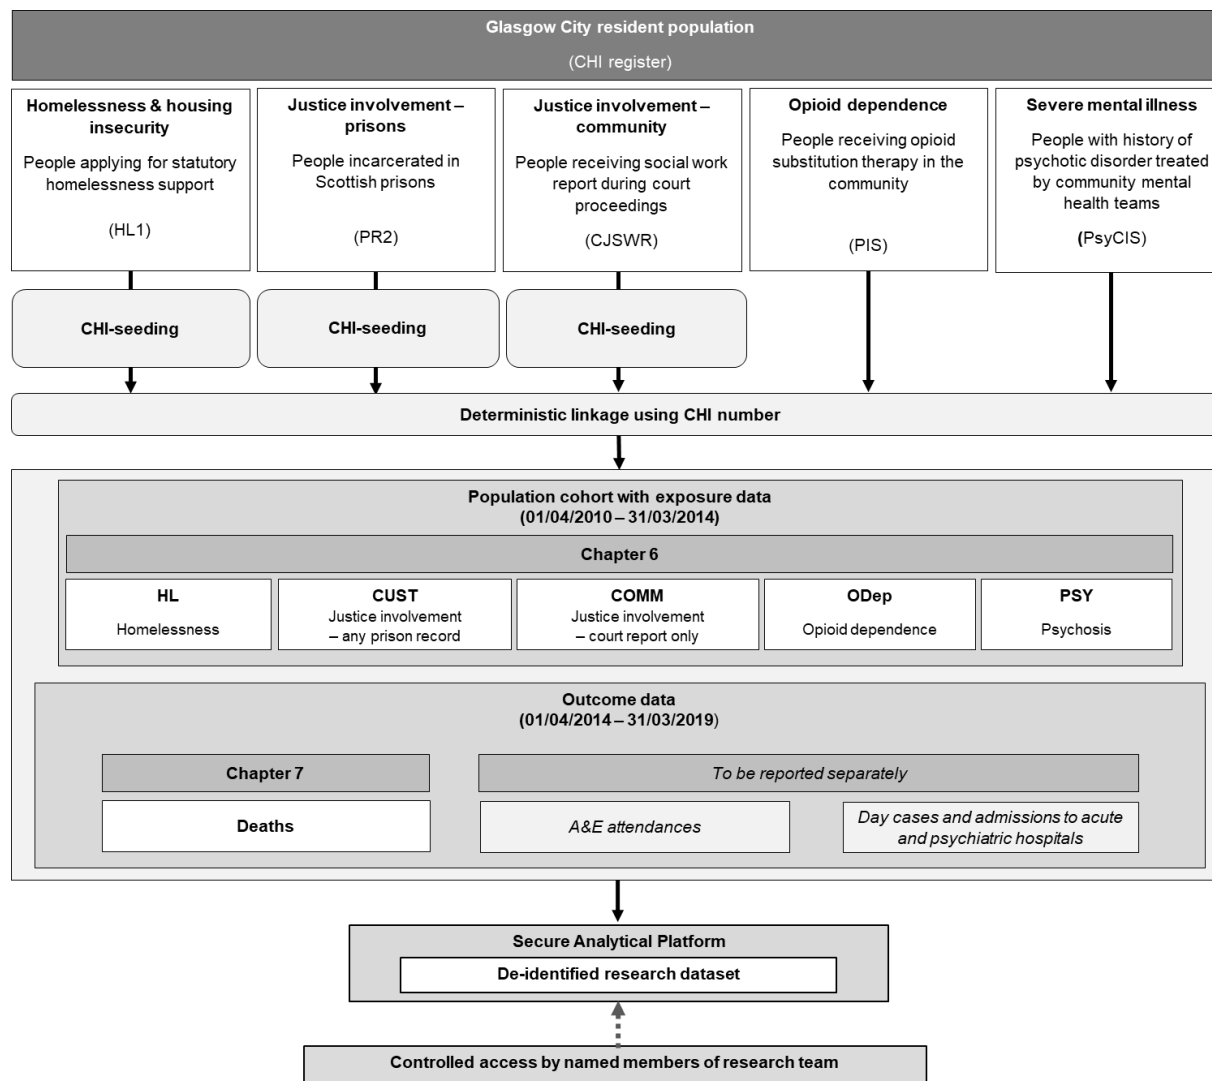 Glasgow City resident population
(CHI register)
Homelessness & housing
insecurity
People applying for statutory
homelessness support
(HL1)
Justice involvement –
prisons
People incarcerated in
Scottish prisons
(PR2)
Justice involvement –
community
People receiving social work
report during court
proceedings
(CJSWR)
Opioid dependence
People receiving opioid
substitution therapy in the
community
(PIS)
Severe mental illness
People with history of
psychotic disorder treated
by community mental
health teams
(PsyCIS)
CHI-seeding
CHI-seeding
CHI-seeding
Deterministic linkage using CHI number
Population cohort with exposure data
(01/04/2010 – 31/03/2014)
Chapter 6
HL
Homelessness
CUST
Justice involvement
– any prison record
COMM
Justice involvement
– court report only
ODep
Opioid dependence
PSY
Psychosis
Outcome data
(01/04/2014 – 31/03/2019)
Chapter 7
To be reported separately
Deaths
A&E attendances
Day cases and admissions to acute
and psychiatric hospitals
Secure Analytical Platform
De-identified research dataset
Controlled access by named members of research team